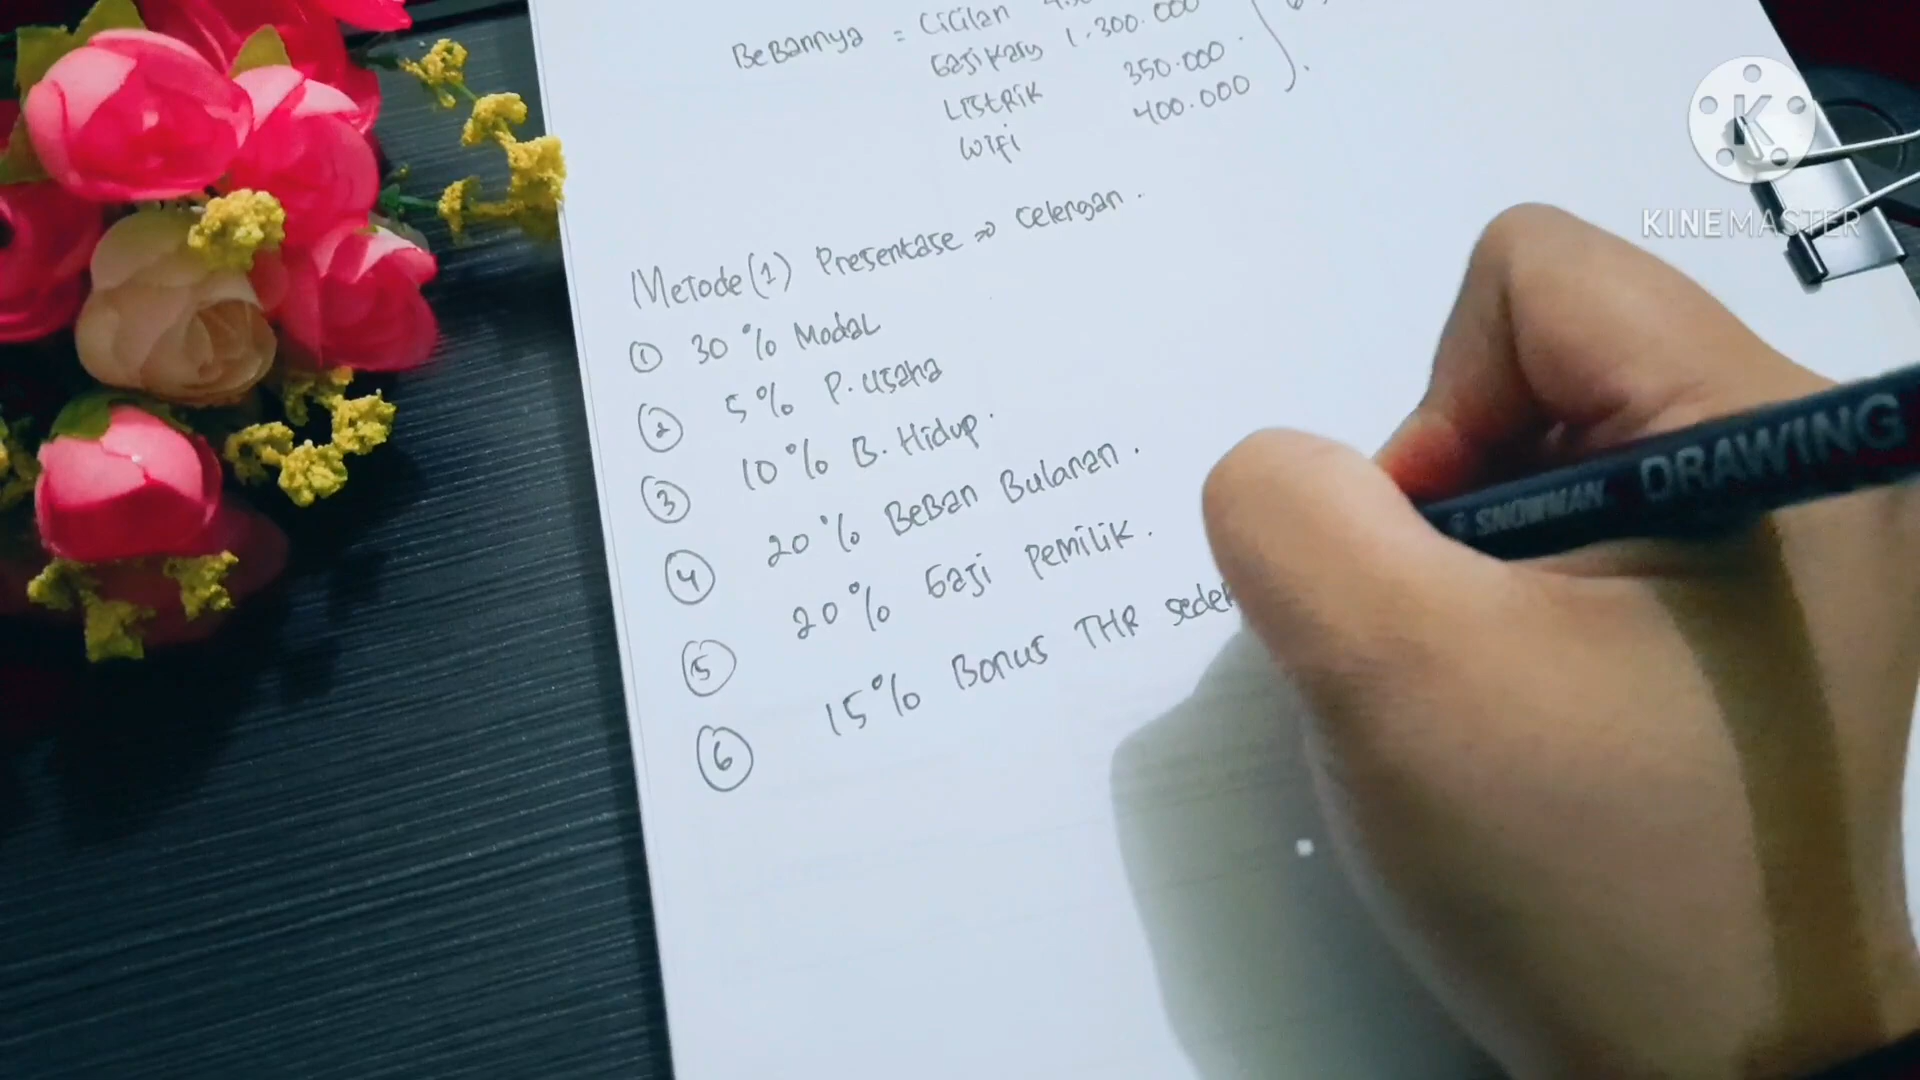 BeBannya = Cicilan
Gaji Kary 1.300.000
Listrik 350.000
Wifi 400.000
Metode (1) Presentase => Celengan.
① 30% Modal
② 5% P. Usaha
③ 10% B. Hidup.
④ 20% BeBan Bulanan.
⑤ 20% Gaji Pemilik.
⑥ 15% Bonus THR sedek
K
KINEMASTER
SNOWMAN DRAWING